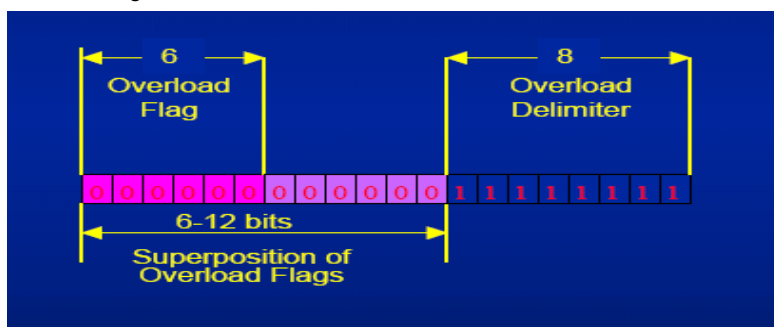 6
8
Overload
Flag
Overload
Delimiter
0 0 0 0 0 0 0 0 0 0 0 0 1 1 1 1 1 1 1 1
6-12 bits
Superposition of
Overload Flags